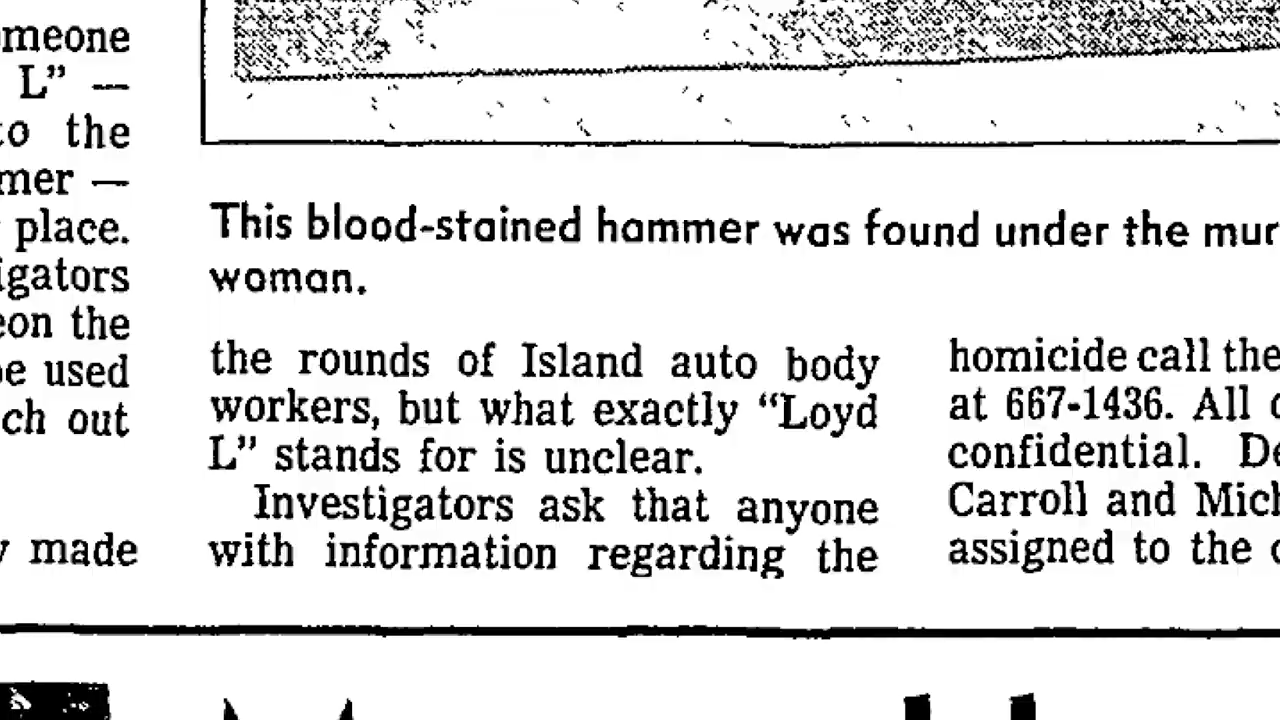 meone
L” —
to the
mer —
place.
igators
eon the
be used
ch out
made
This blood-stained hammer was found under the mur
woman.
the rounds of Island auto body
workers, but what exactly “Loyd
L” stands for is unclear.
Investigators ask that anyone
with information regarding the
homicide call the
at 667-1436. All
confidential. De
Carroll and Mich
assigned to the